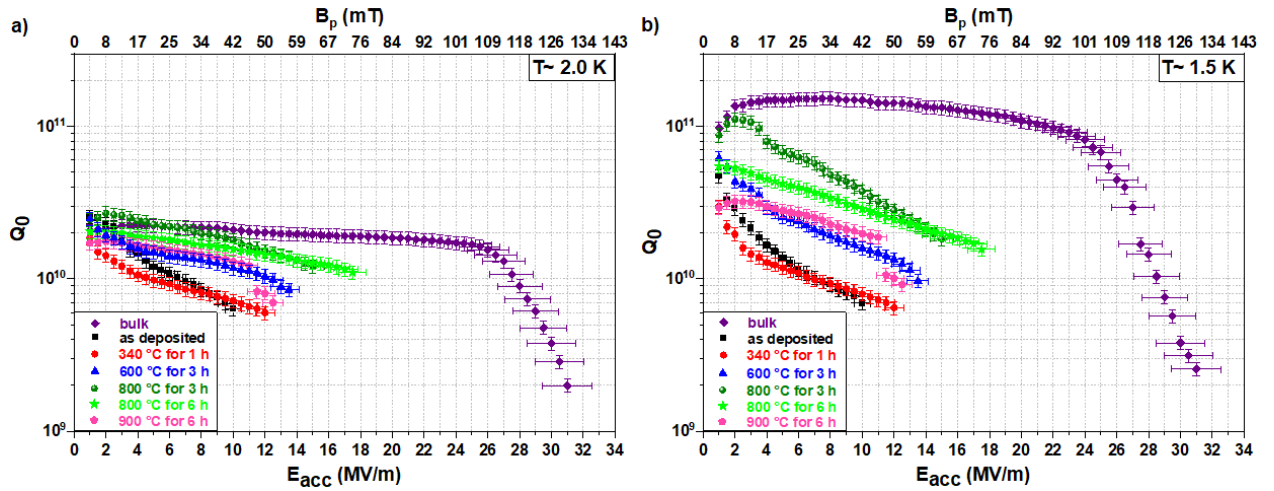 a)
B_p (mT)
0 8 17 25 34 42 50 59 67 76 84 92 101 109 118 126 134 143
T~ 2.0 K
Q_0
10^11
10^10
10^9
bulk
as deposited
340 °C for 1 h
600 °C for 3 h
800 °C for 3 h
800 °C for 6 h
900 °C for 6 h
0 2 4 6 8 10 12 14 16 18 20 22 24 26 28 30 32 34
E_acc (MV/m)
b)
B_p (mT)
0 8 17 25 34 42 50 59 67 76 84 92 101 109 118 126 134 143
T~ 1.5 K
Q_0
10^11
10^10
10^9
bulk
as deposited
340 °C for 1 h
600 °C for 3 h
800 °C for 3 h
800 °C for 6 h
900 °C for 6 h
0 2 4 6 8 10 12 14 16 18 20 22 24 26 28 30 32 34
E_acc (MV/m)